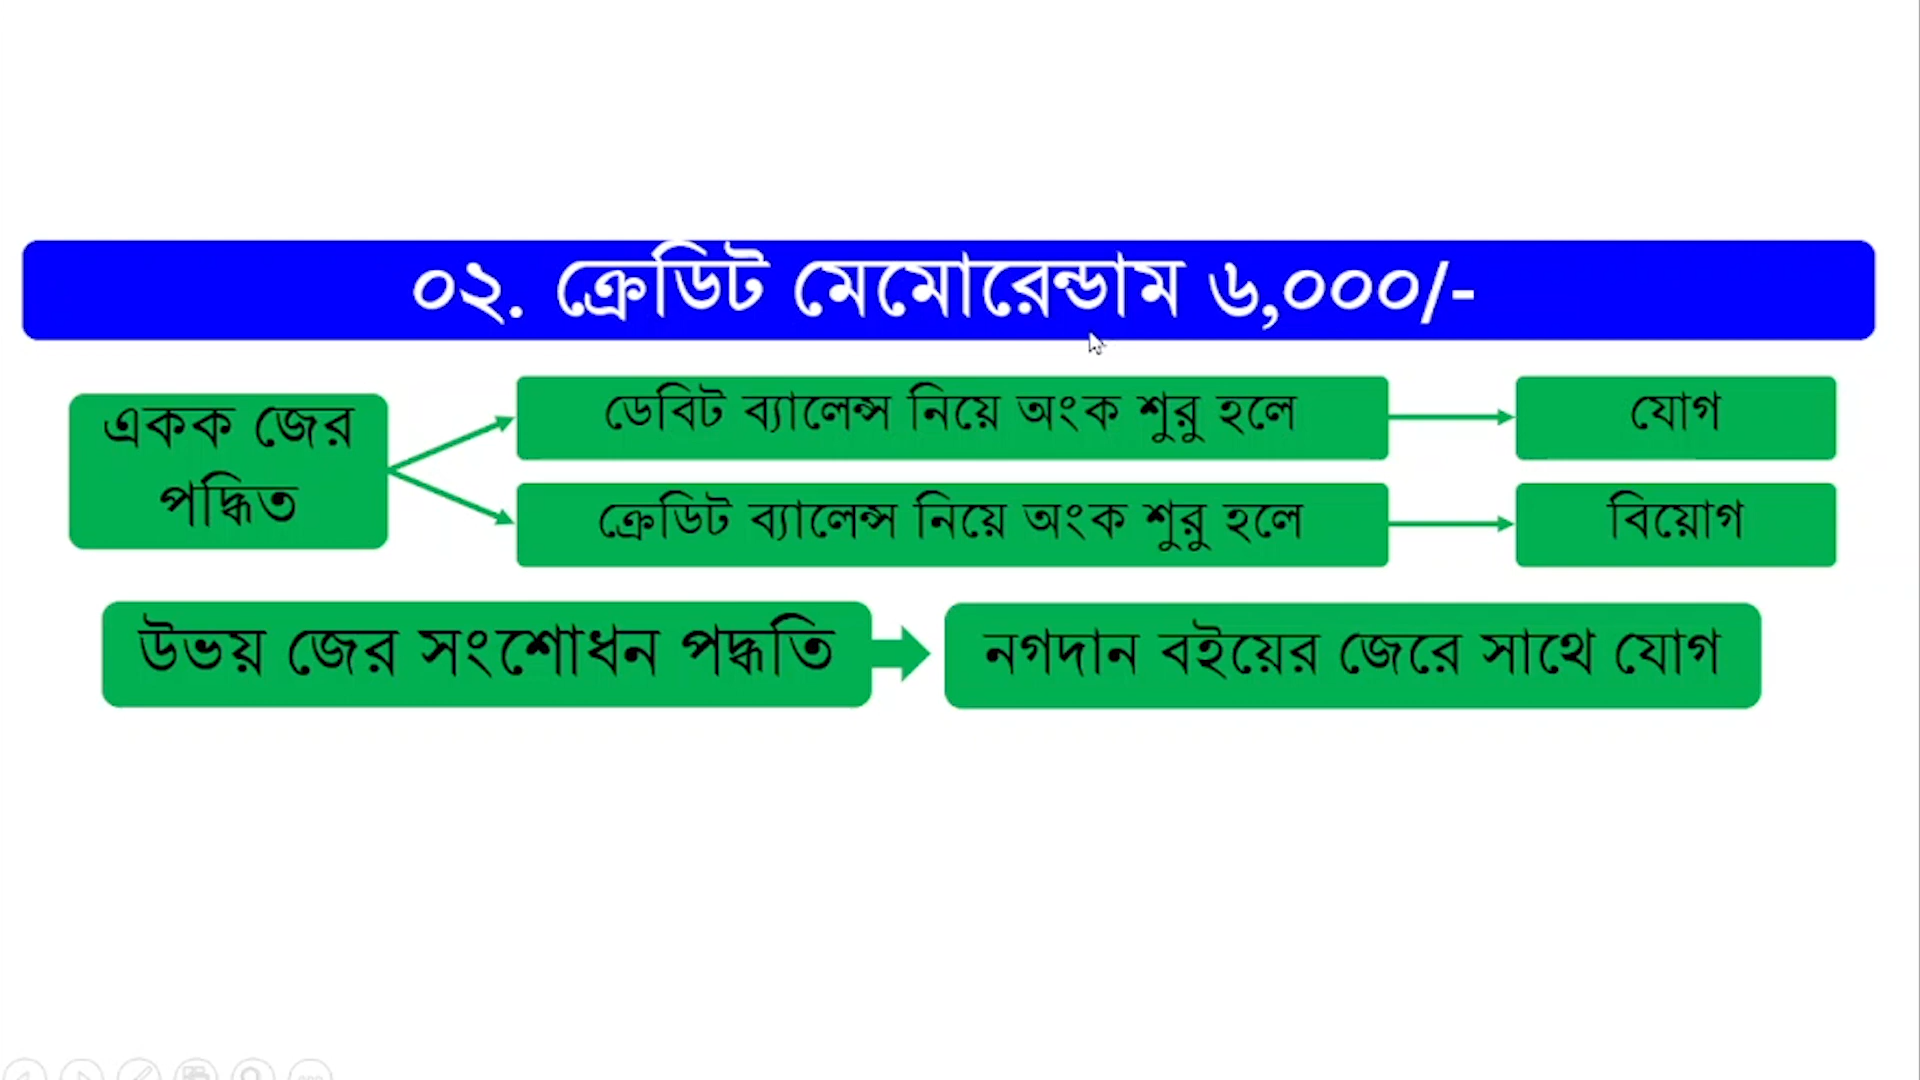 ০২. ক্রেডিট মেমোরেন্ডাম ৬,০০০/-
একক জের
পদ্ধিত
ডেবিট ব্যালেন্স নিয়ে অংক শুরু হলে
যোগ
ক্রেডিট ব্যালেন্স নিয়ে অংক শুরু হলে
বিয়োগ
উভয় জের সংশোধন পদ্ধতি
নগদান বইয়ের জেরে সাথে যোগ